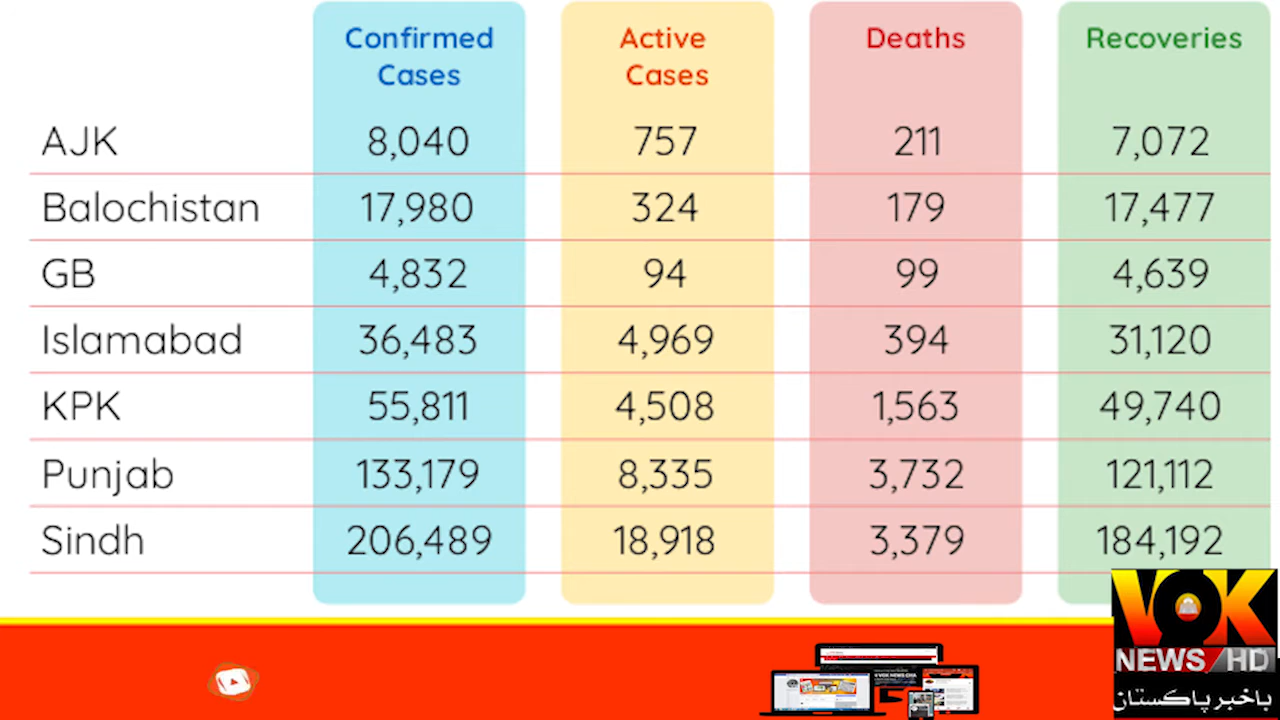 Confirmed Cases Active Cases Deaths Recoveries
AJK 8,040 757 211 7,072
Balochistan 17,980 324 179 17,477
GB 4,832 94 99 4,639
Islamabad 36,483 4,969 394 31,120
KPK 55,811 4,508 1,563 49,740
Punjab 133,179 8,335 3,732 121,112
Sindh 206,489 18,918 3,379 184,192
VOK
NEWS/HD
باخبر پاکستان